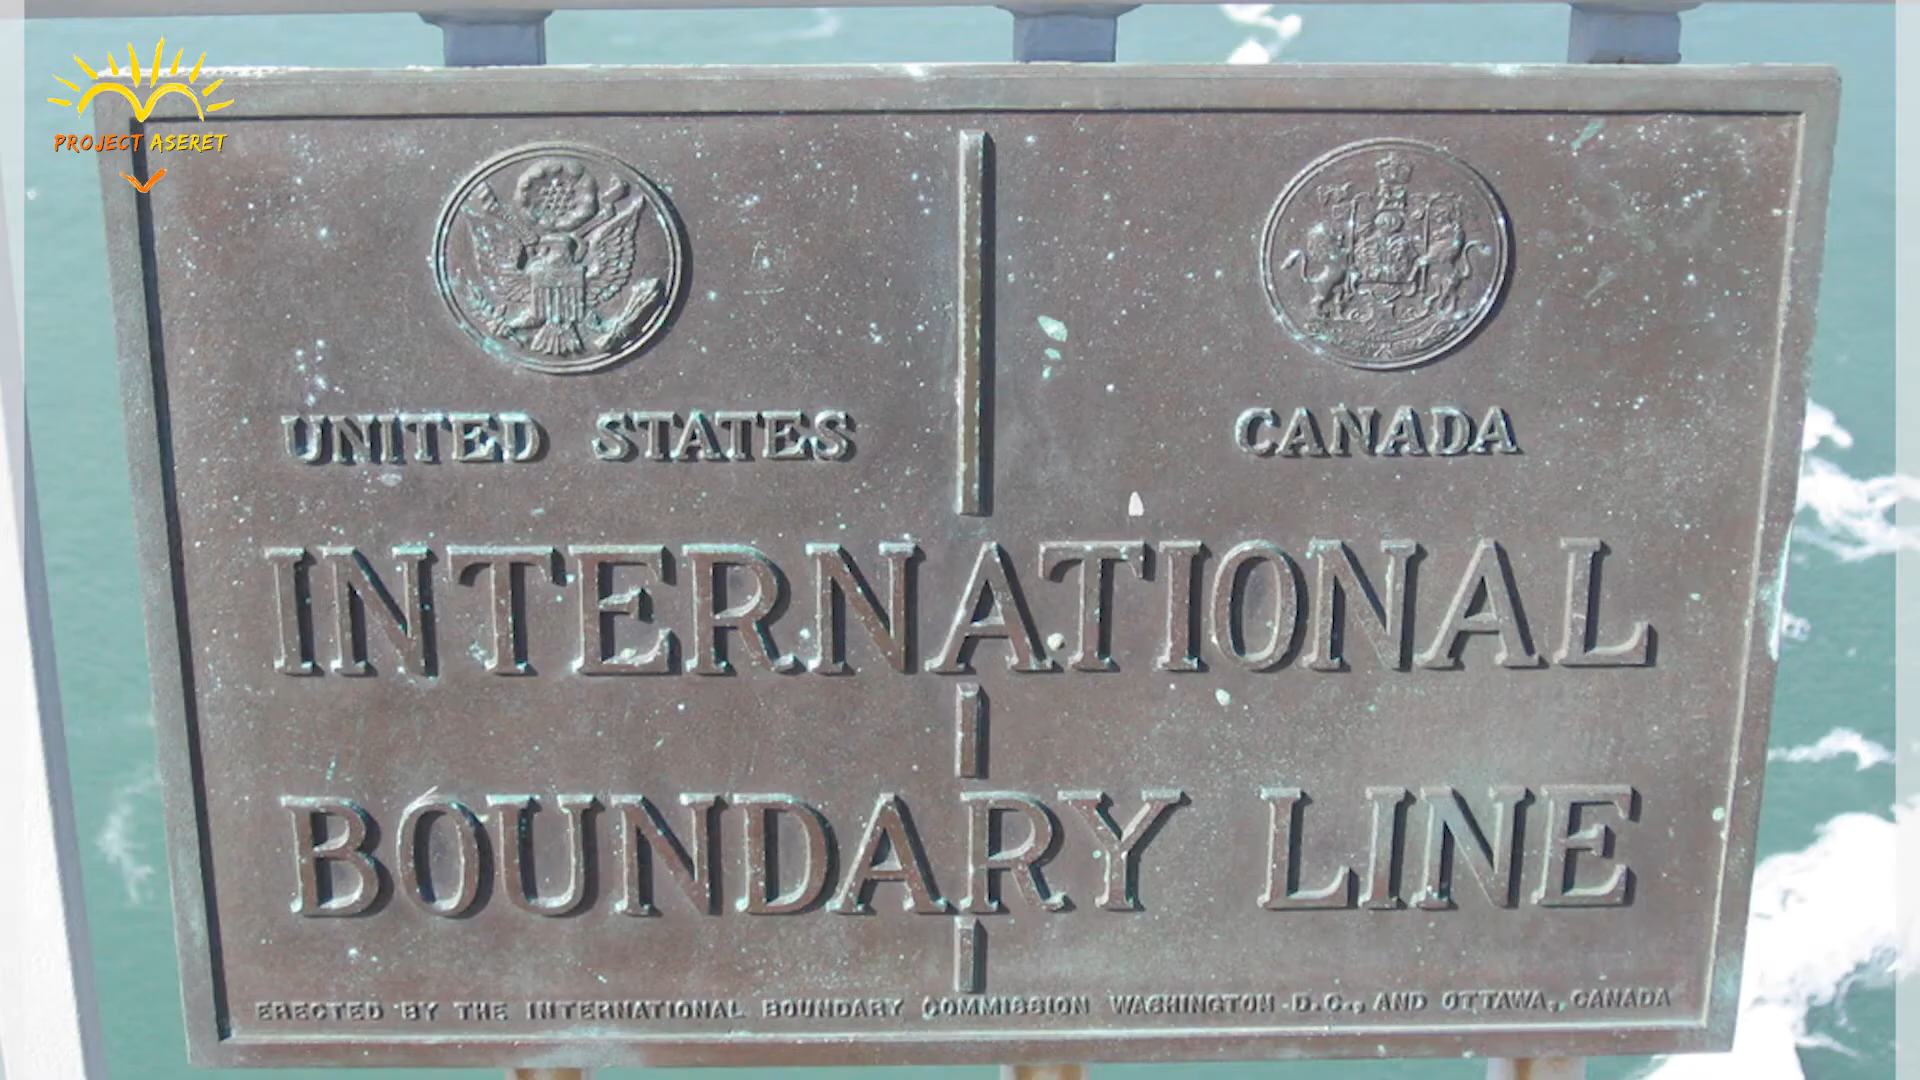 PROJECT ASERET
UNITED STATES
CANADA
INTERNATIONAL
BOUNDARY LINE
ERECTED BY THE INTERNATIONAL BOUNDARY COMMISSION WASHINGTON D.C., AND OTTAWA, CANADA